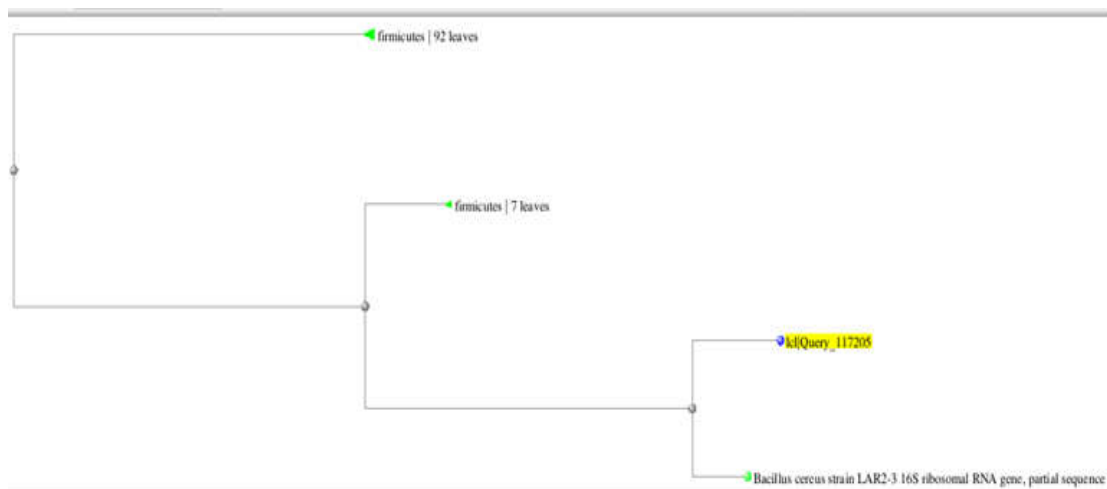 firmicutes | 92 leaves
firmicutes | 7 leaves
lcl|Query_117205
Bacillus cereus strain LAR2-3 16S ribosomal RNA gene, partial sequence